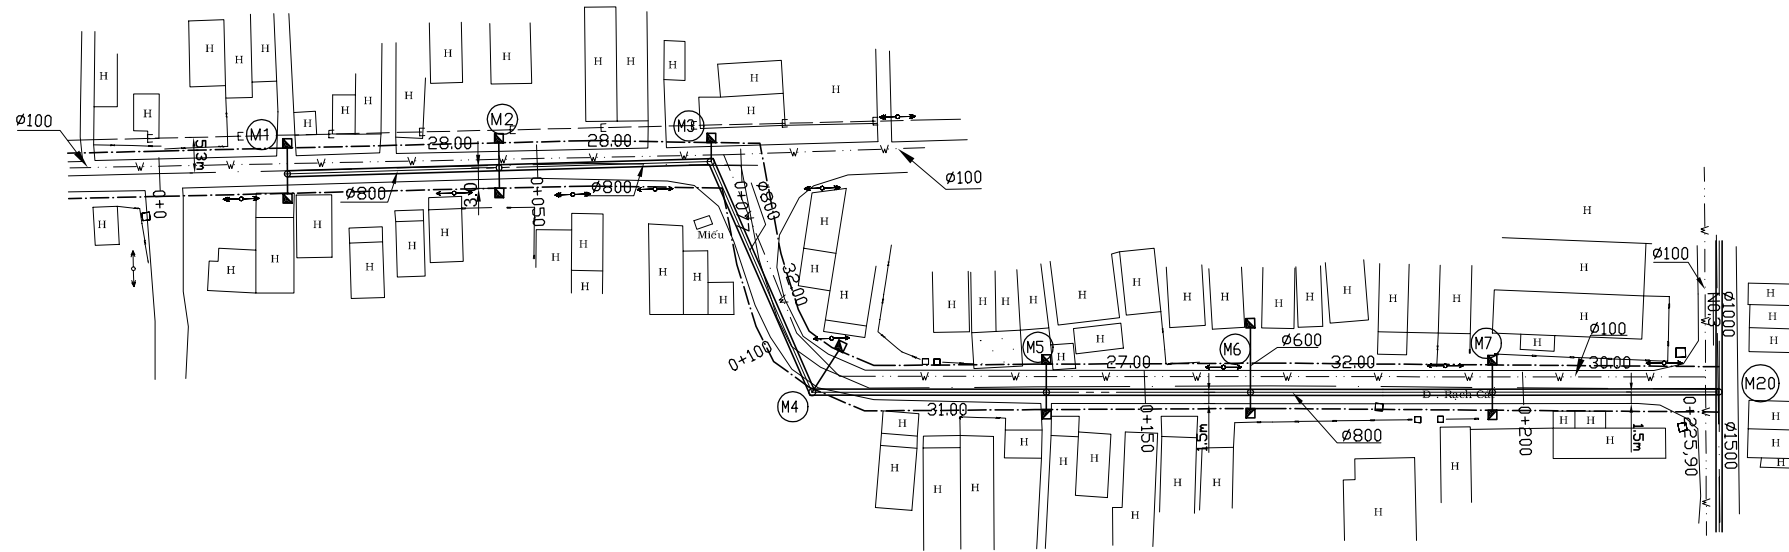 H H H
H H
H H
H H H H
H
H H H
H
H H
H H H
Ø100
M1 M2 M3
5.3m
28.00 28.00
W W W W W W W W W
E E E E E E
Ø800 Ø800 Ø800
Ø100
0+0 0+050 0+077
3.0
32.00
0+100
Miếu
H H H H H H
H H H H H H
H
H H H
M4 M5 M6 M7 M20
27.00 32.00 30.00
31.00
Ø600
Ø100
Ø100
NO.3
Ø1000
Ø1500
Đ. Rạch Cát
Ø800
0+150 0+200 0+225,90
1.5m 1.5m
H H H H H H H H H H H H H
H H H H
H H H H H
H H H H H H H H
H H H H H H
H H H